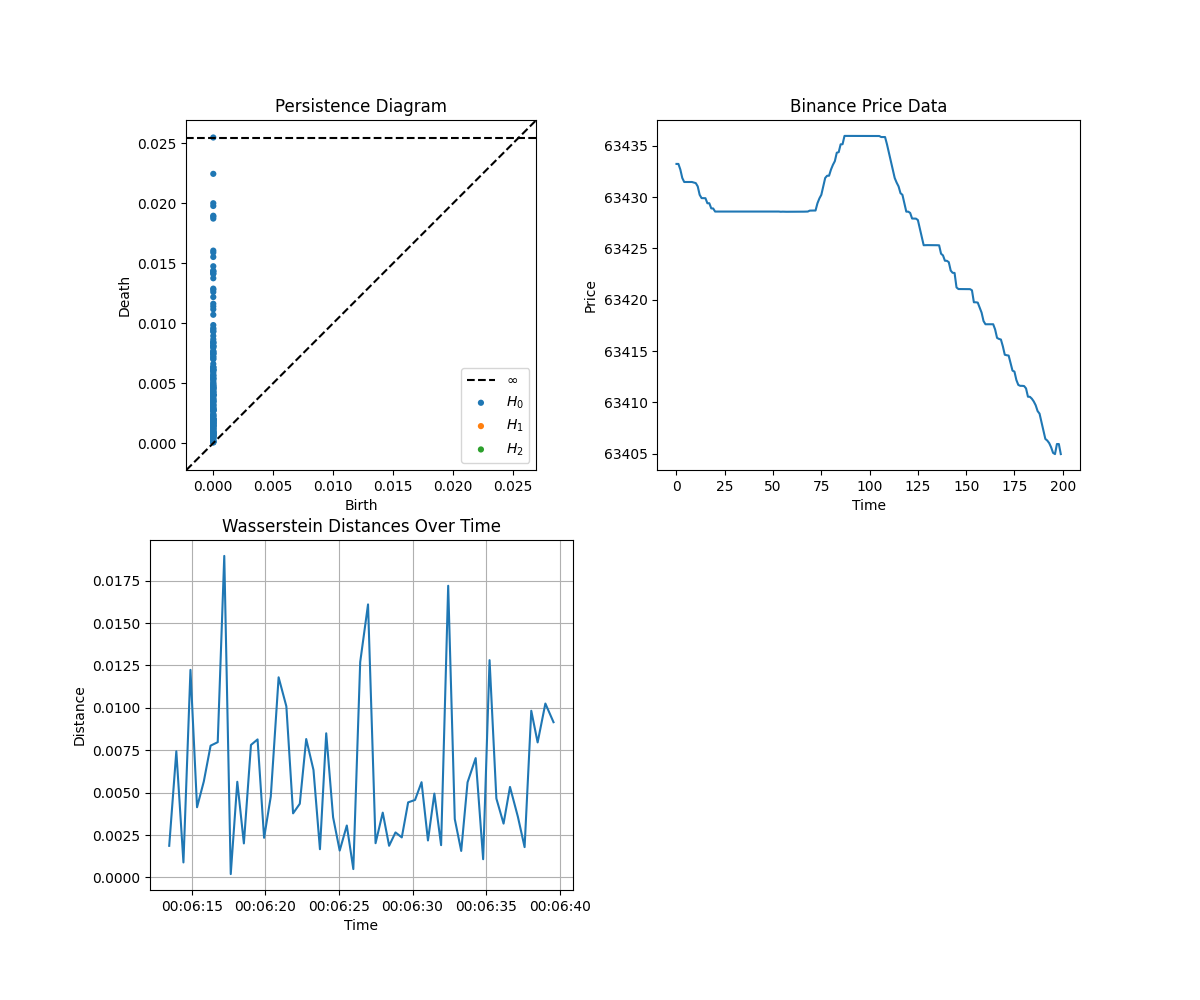 Persistence Diagram
0.025
0.020
0.015
0.010
0.005
0.000
Death
∞
H0
H1
H2
0.000 0.005 0.010 0.015 0.020 0.025
Birth
Binance Price Data
63435
63430
63425
63420
63415
63410
63405
Price
0 25 50 75 100 125 150 175 200
Time
Wasserstein Distances Over Time
0.0175
0.0150
0.0125
0.0100
0.0075
0.0050
0.0025
0.0000
Distance
00:06:15 00:06:20 00:06:25 00:06:30 00:06:35 00:06:40
Time